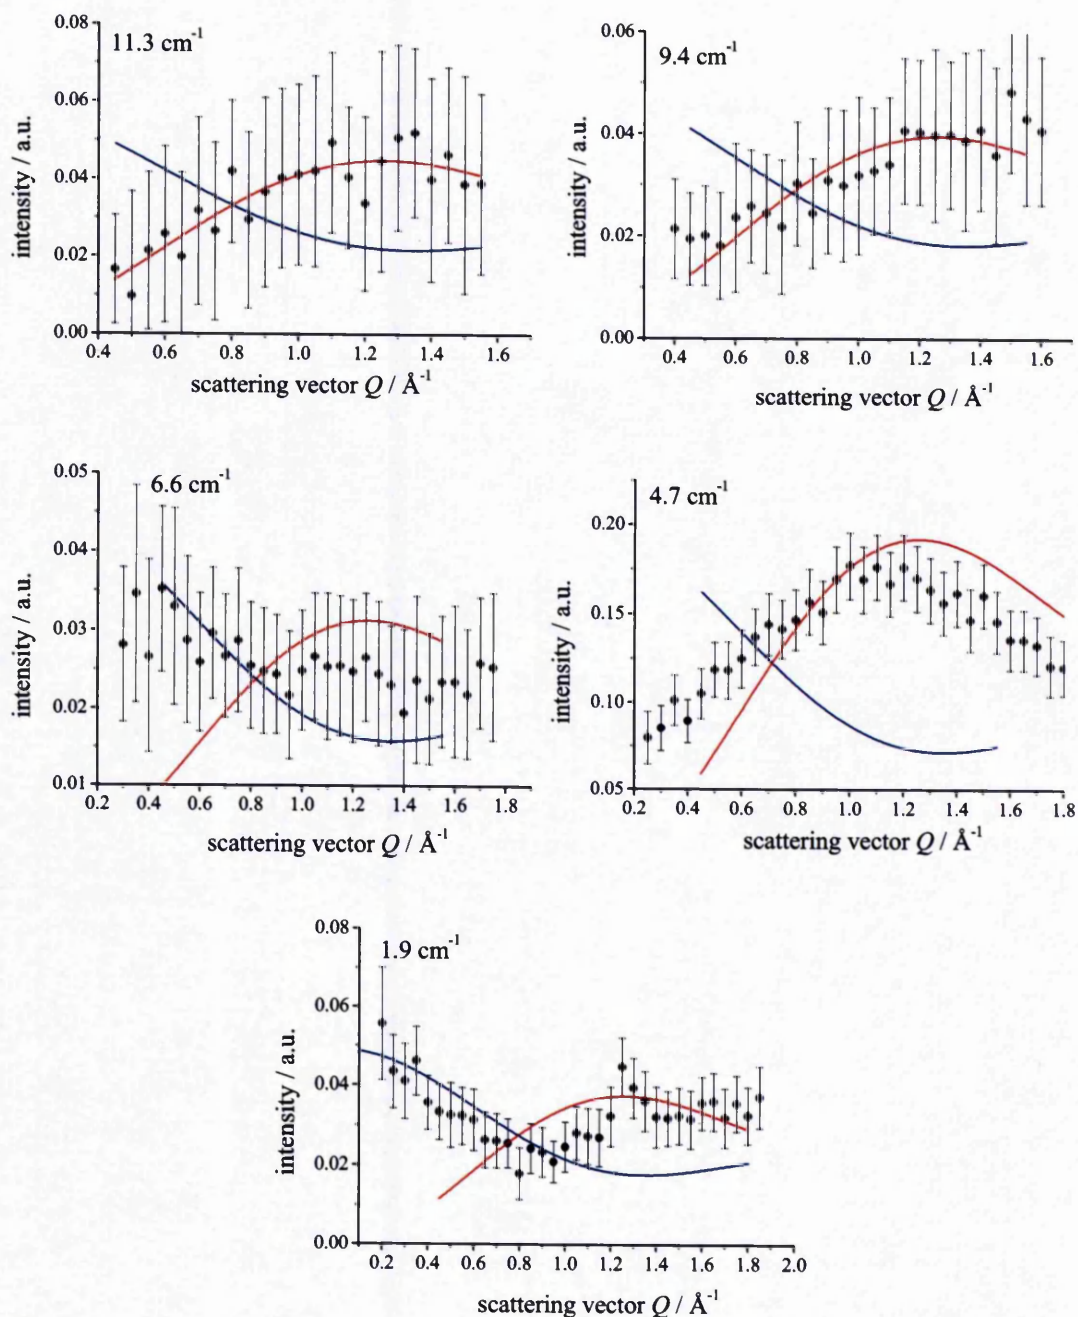 11.3 cm⁻¹
0.08
0.06
0.04
0.02
0.00
intensity / a.u.
0.4 0.6 0.8 1.0 1.2 1.4 1.6
scattering vector Q / Å⁻¹
9.4 cm⁻¹
0.06
0.04
0.02
0.00
intensity / a.u.
0.4 0.6 0.8 1.0 1.2 1.4 1.6
scattering vector Q / Å⁻¹
6.6 cm⁻¹
0.05
0.04
0.03
0.02
0.01
intensity / a.u.
0.2 0.4 0.6 0.8 1.0 1.2 1.4 1.6 1.8
scattering vector Q / Å⁻¹
4.7 cm⁻¹
0.20
0.15
0.10
0.05
intensity / a.u.
0.2 0.4 0.6 0.8 1.0 1.2 1.4 1.6 1.8
scattering vector Q / Å⁻¹
1.9 cm⁻¹
0.08
0.06
0.04
0.02
0.00
intensity / a.u.
0.2 0.4 0.6 0.8 1.0 1.2 1.4 1.6 1.8 2.0
scattering vector Q / Å⁻¹